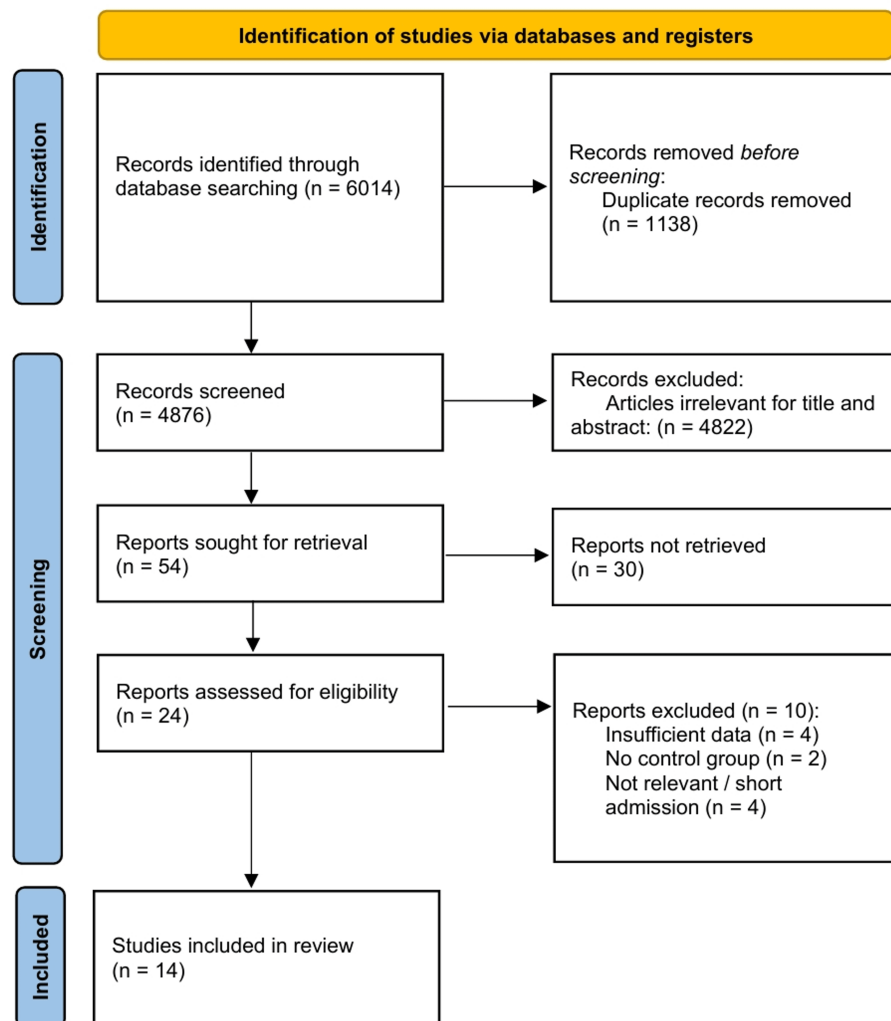 Identification of studies via databases and registers
Identification
Records identified through
database searching (n = 6014)
Records removed before
screening:
Duplicate records removed
(n = 1138)
Screening
Records screened
(n = 4876)
Records excluded:
Articles irrelevant for title and
abstract: (n = 4822)
Reports sought for retrieval
(n = 54)
Reports not retrieved
(n = 30)
Reports assessed for eligibility
(n = 24)
Reports excluded (n = 10):
Insufficient data (n = 4)
No control group (n = 2)
Not relevant / short
admission (n = 4)
Included
Studies included in review
(n = 14)